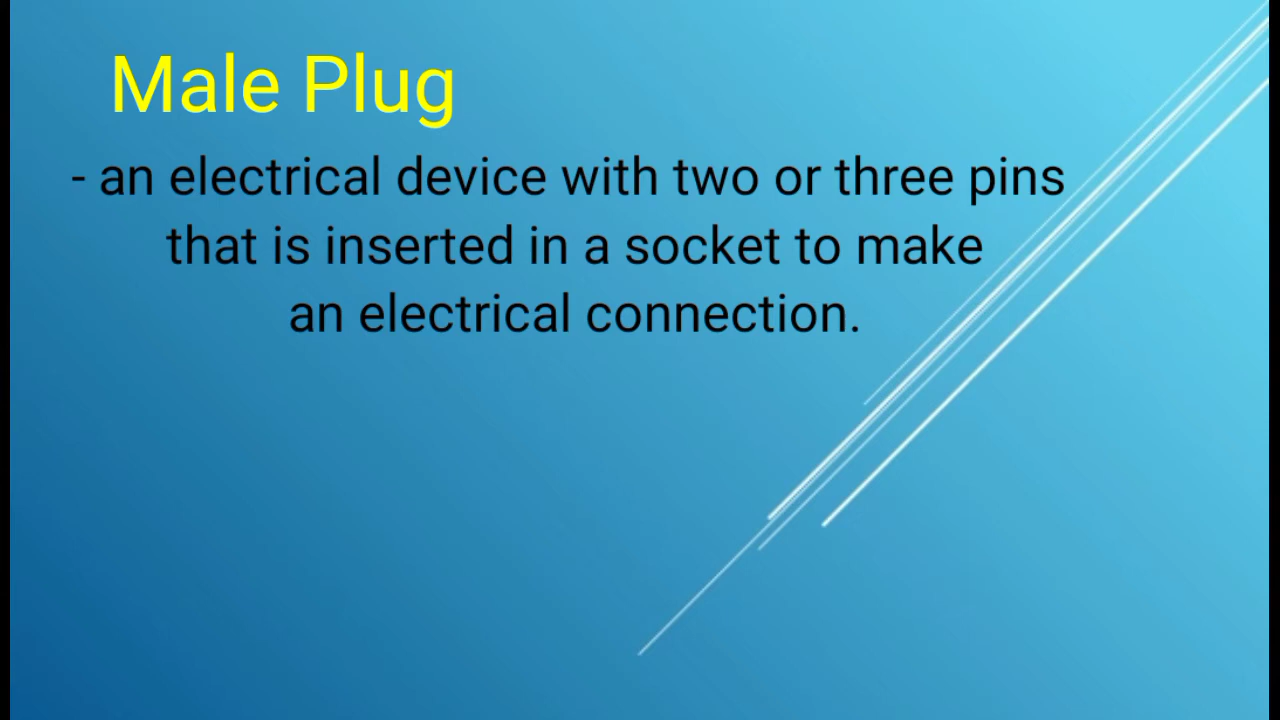 Male Plug
- an electrical device with two or three pins
that is inserted in a socket to make
an electrical connection.